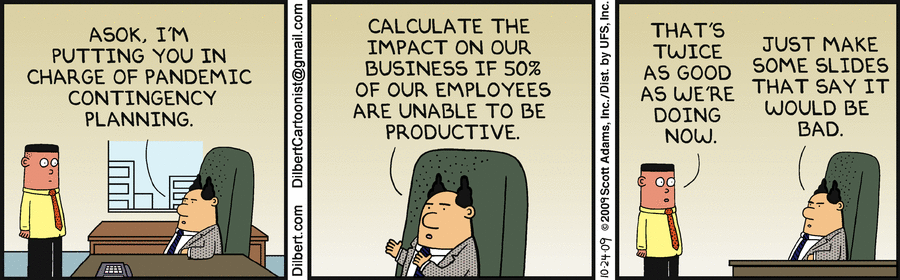 ASOK, I'M
PUTTING YOU IN
CHARGE OF PANDEMIC
CONTINGENCY
PLANNING.
Dilbert.com DilbertCartoonist@gmail.com
CALCULATE THE
IMPACT ON OUR
BUSINESS IF 50%
OF OUR EMPLOYEES
ARE UNABLE TO BE
PRODUCTIVE.
10-24-09 ©2009 Scott Adams, Inc./Dist. by UFS, Inc.
THAT'S
TWICE
AS GOOD
AS WE'RE
DOING
NOW.
JUST MAKE
SOME SLIDES
THAT SAY IT
WOULD BE
BAD.